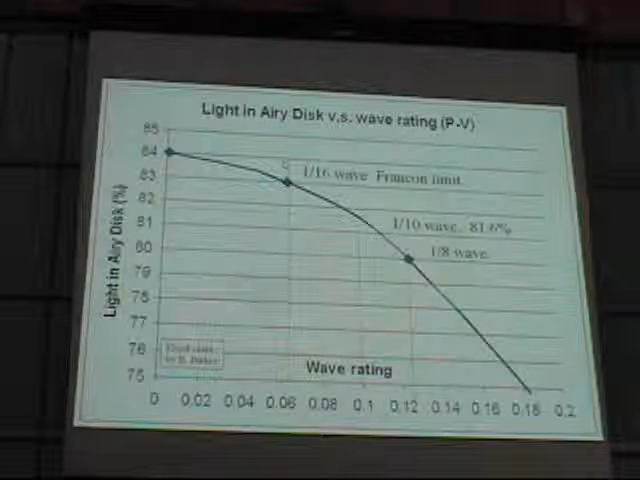 Light in Airy Disk v.s. wave rating (P-V)
85
84
83
82
81
80
79
78
77
76
75
Light in Airy Disk (%)
1/16 wave Francon limit.
1/10 wave, 81.6%
1/8 wave
Wave rating
0 0.02 0.04 0.06 0.08 0.1 0.12 0.14 0.16 0.18 0.2